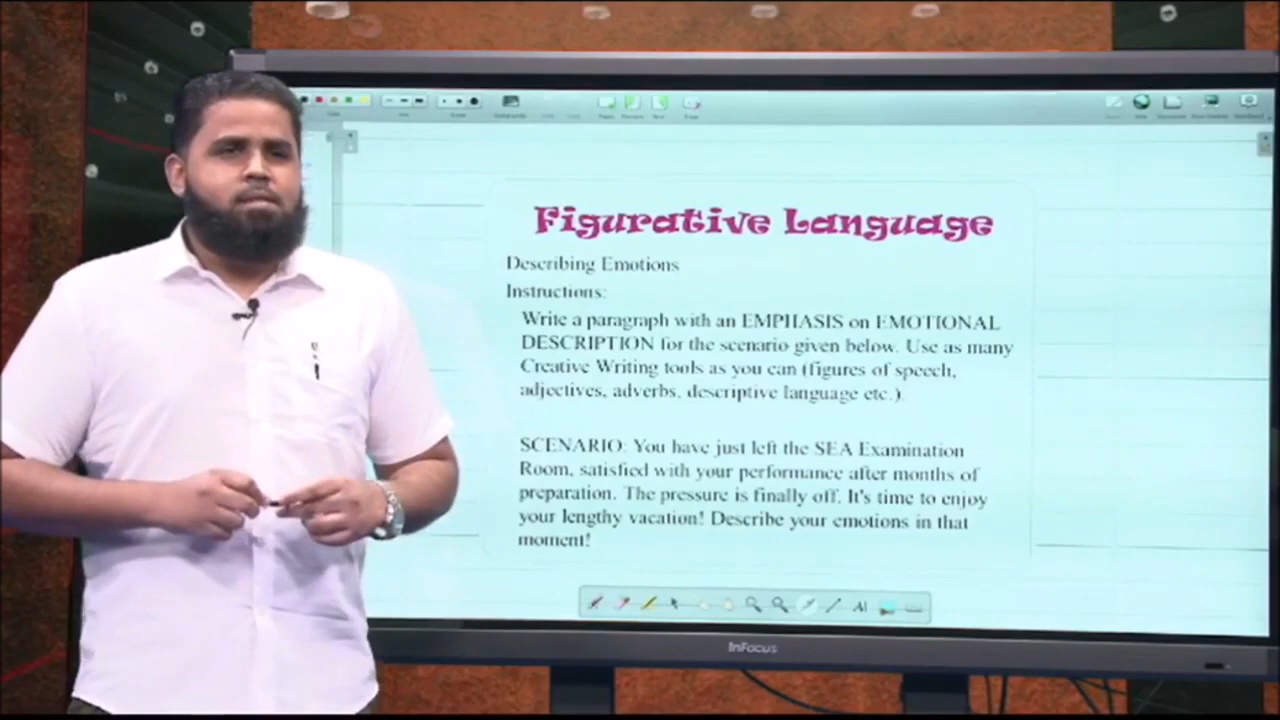 Figurative Language
Describing Emotions
Instructions:
Write a paragraph with an EMPHASIS on EMOTIONAL
DESCRIPTION for the scenario given below. Use as many
Creative Writing tools as you can (figures of speech,
adjectives, adverbs, descriptive language etc.).
SCENARIO: You have just left the SEA Examination
Room, satisfied with your performance after months of
preparation. The pressure is finally off. It's time to enjoy
your lengthy vacation! Describe your emotions in that
moment!
AI
InFocus